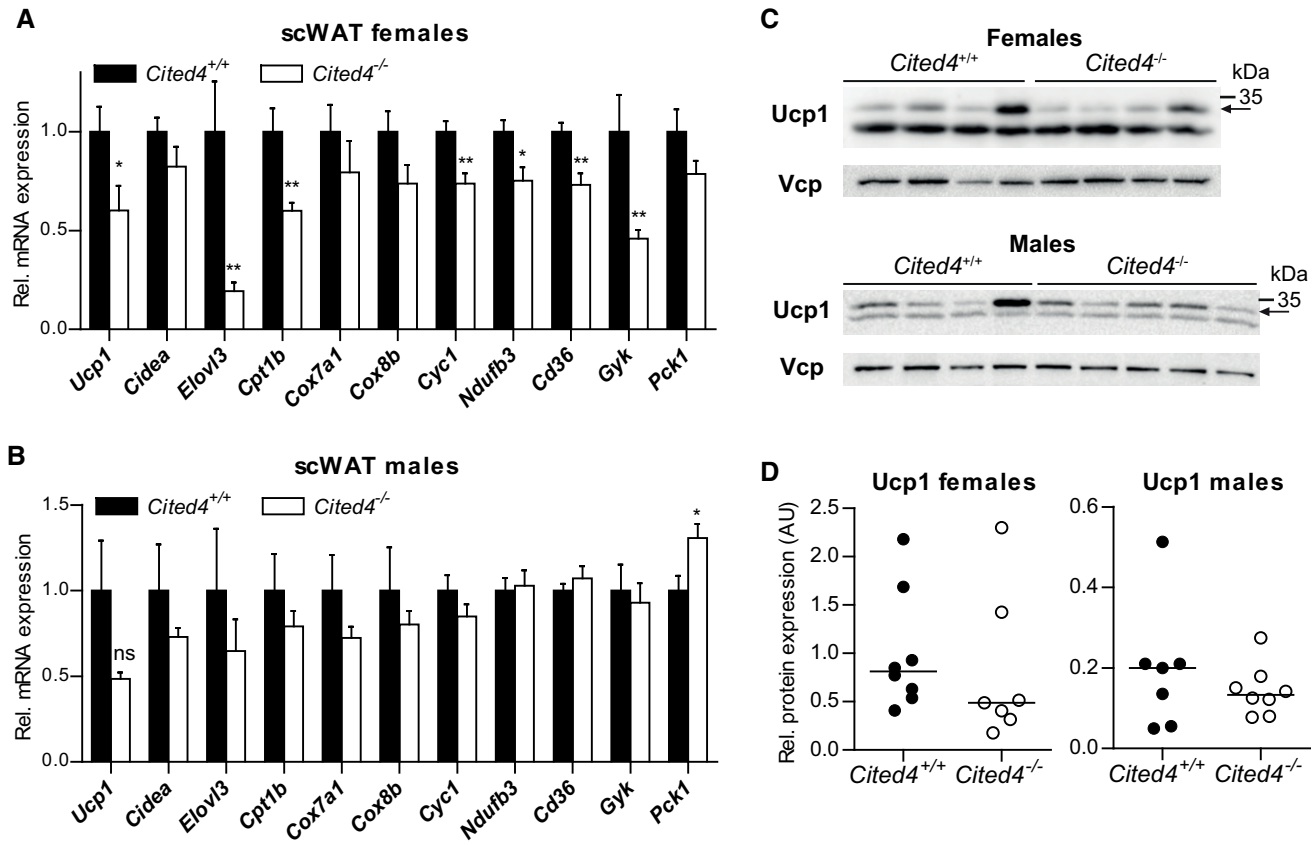 A
scWAT females
Cited4+/+ Cited4-/-
Rel. mRNA expression
1.0
0.5
0.0
* ** ** ** * ** **
Ucp1 Cidea Elovl3 Cpt1b Cox7a1 Cox8b Cyc1 Ndufb3 Cd36 Gyk Pck1
B
scWAT males
Cited4+/+ Cited4-/-
Rel. mRNA expression
1.5
1.0
0.5
0.0
ns *
Ucp1 Cidea Elovl3 Cpt1b Cox7a1 Cox8b Cyc1 Ndufb3 Cd36 Gyk Pck1
C
Females
Cited4+/+ Cited4-/- kDa
Ucp1 35
Vcp
Males
Cited4+/+ Cited4-/- kDa
Ucp1 35
Vcp
D
Ucp1 females
Rel. protein expression (AU)
2.5
2.0
1.5
1.0
0.5
0.0
Cited4+/+ Cited4-/-
Ucp1 males
0.6
0.4
0.2
0.0
Cited4+/+ Cited4-/-